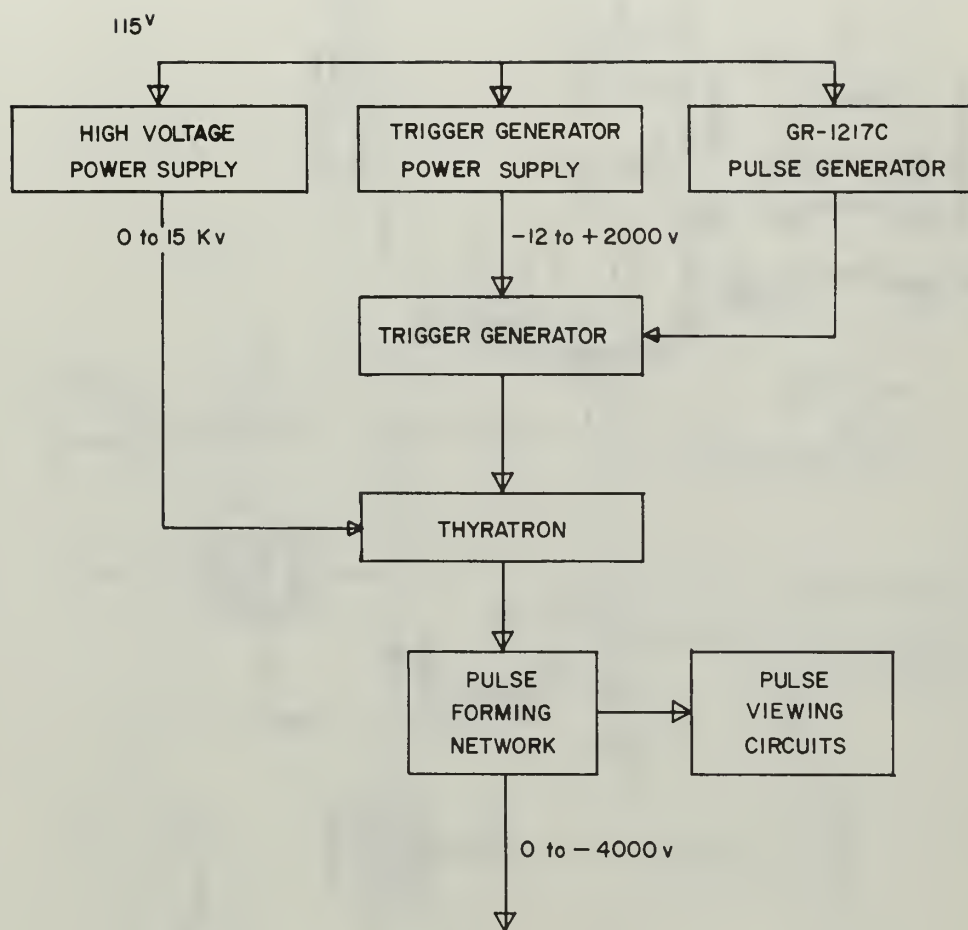 115v
HIGH VOLTAGE
POWER SUPPLY
TRIGGER GENERATOR
POWER SUPPLY
GR-1217C
PULSE GENERATOR
0 to 15 Kv
-12 to +2000 v
TRIGGER GENERATOR
THYRATRON
PULSE
FORMING
NETWORK
PULSE
VIEWING
CIRCUITS
0 to - 4000 v